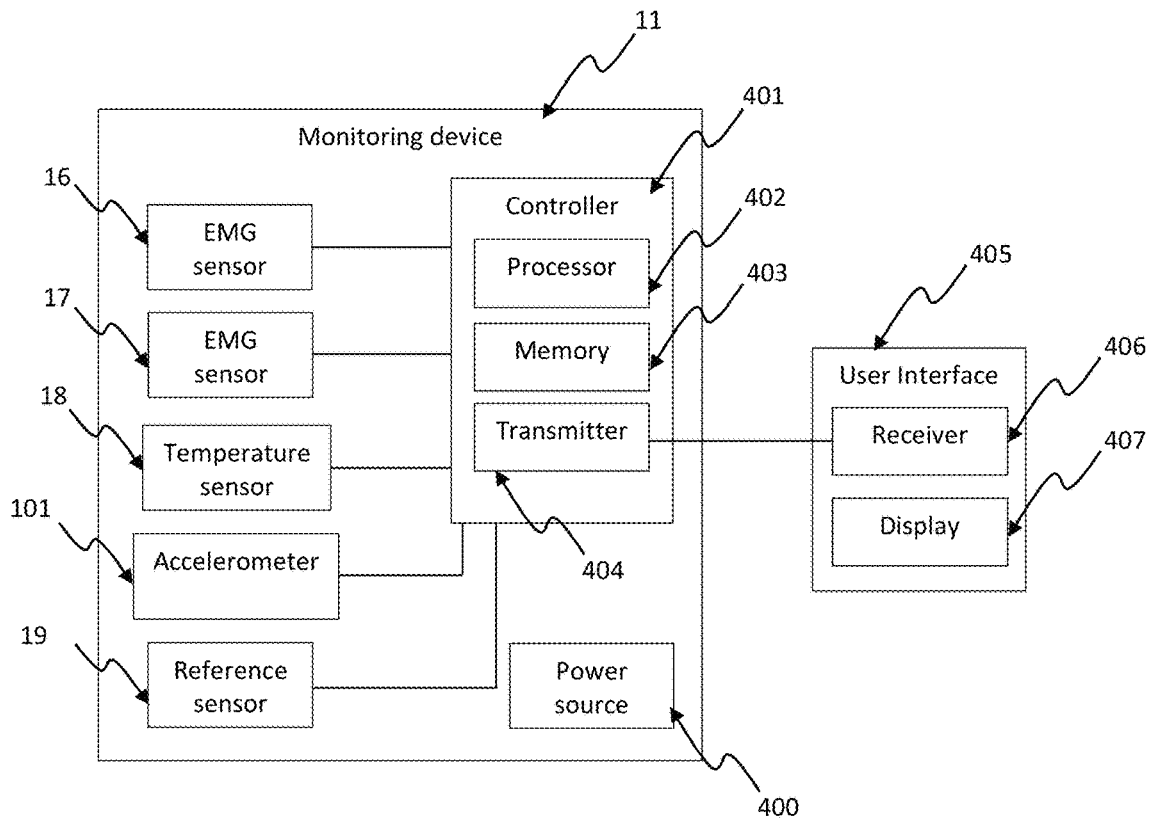 11
Monitoring device
401
Controller
16
EMG
sensor
402
Processor
17
EMG
sensor
403
Memory
405
User Interface
406
Receiver
18
Temperature
sensor
Transmitter
407
Display
101
Accelerometer
404
19
Reference
sensor
Power
source
400